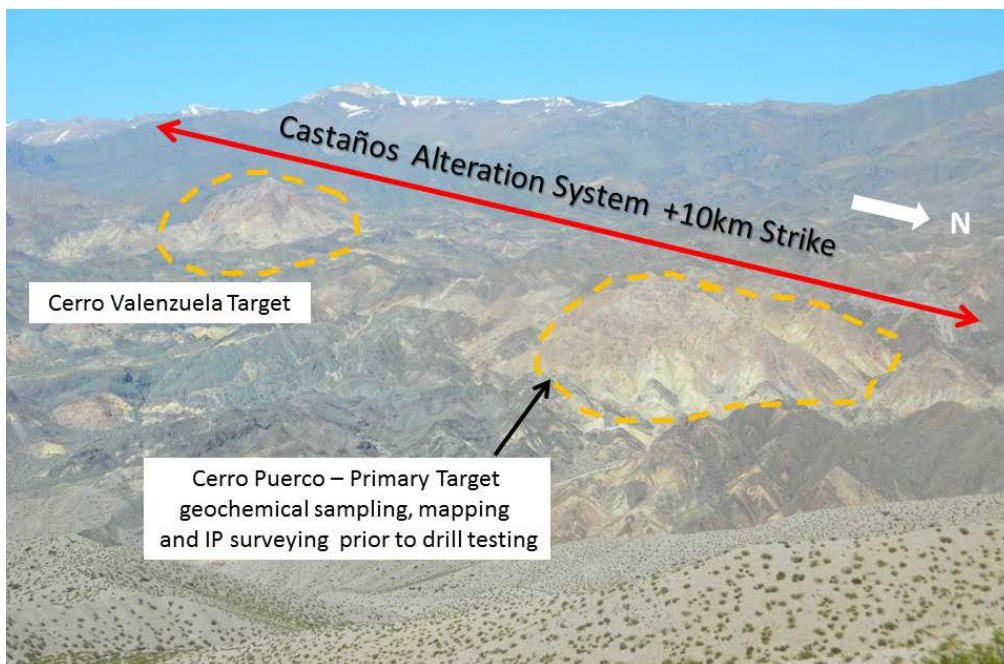 Castaños Alteration System +10km Strike
N
Cerro Valenzuela Target
Cerro Puerco – Primary Target
geochemical sampling, mapping
and IP surveying prior to drill testing